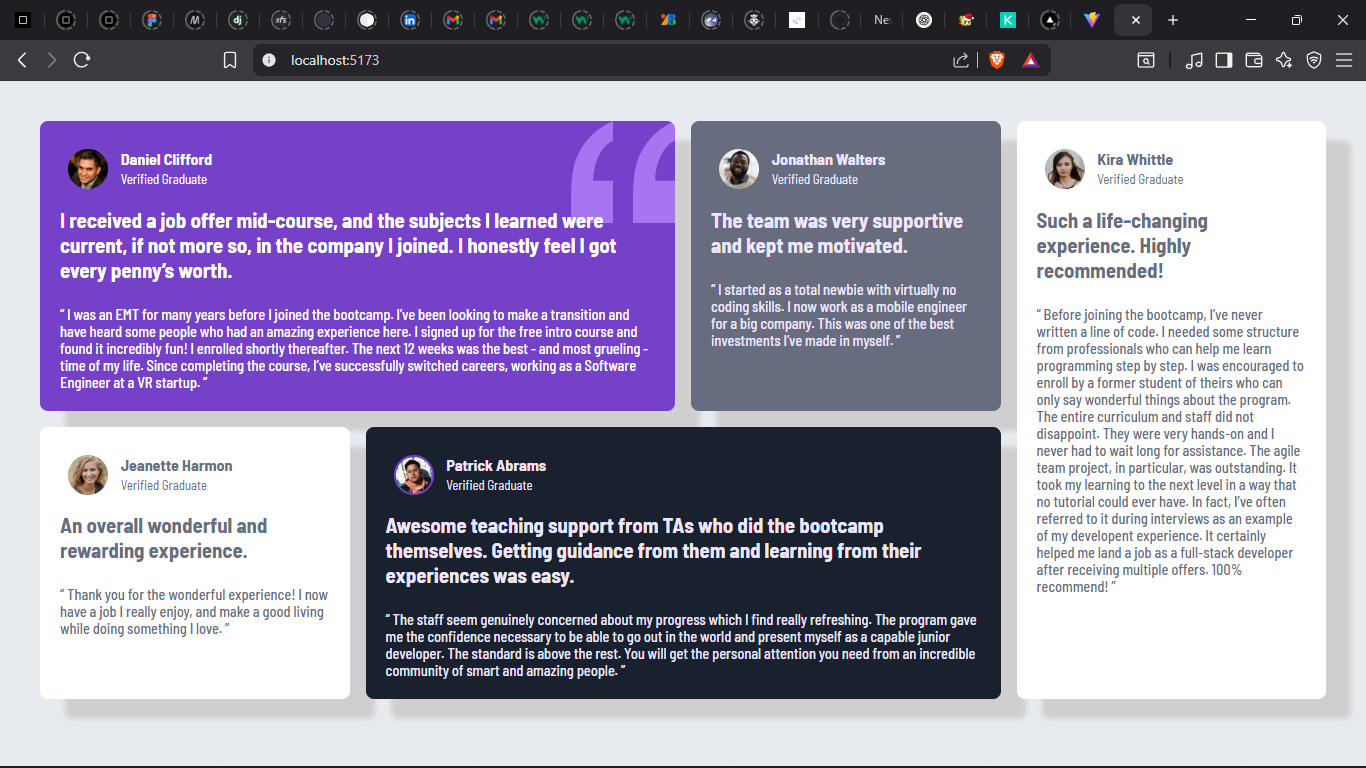 Ne
localhost:5173
Daniel Clifford
Verified Graduate
I received a job offer mid-course, and the subjects I learned were
current, if not more so, in the company I joined. I honestly feel I got
every penny’s worth.
“ I was an EMT for many years before I joined the bootcamp. I’ve been looking to make a transition and
have heard some people who had an amazing experience here. I signed up for the free intro course and
found it incredibly fun! I enrolled shortly thereafter. The next 12 weeks was the best - and most grueling -
time of my life. Since completing the course, I’ve successfully switched careers, working as a Software
Engineer at a VR startup. ”
Jonathan Walters
Verified Graduate
The team was very supportive
and kept me motivated.
“ I started as a total newbie with virtually no
coding skills. I now work as a mobile engineer
for a big company. This was one of the best
investments I’ve made in myself. ”
Kira Whittle
Verified Graduate
Such a life-changing
experience. Highly
recommended!
“ Before joining the bootcamp, I’ve never
written a line of code. I needed some structure
from professionals who can help me learn
programming step by step. I was encouraged to
enroll by a former student of theirs who can
only say wonderful things about the program.
The entire curriculum and staff did not
disappoint. They were very hands-on and I
never had to wait long for assistance. The agile
team project, in particular, was outstanding. It
took my learning to the next level in a way that
no tutorial could ever have. In fact, I’ve often
referred to it during interviews as an example
of my developent experience. It certainly
helped me land a job as a full-stack developer
after receiving multiple offers. 100%
recommend! ”
Jeanette Harmon
Verified Graduate
An overall wonderful and
rewarding experience.
“ Thank you for the wonderful experience! I now
have a job I really enjoy, and make a good living
while doing something I love. ”
Patrick Abrams
Verified Graduate
Awesome teaching support from TAs who did the bootcamp
themselves. Getting guidance from them and learning from their
experiences was easy.
“ The staff seem genuinely concerned about my progress which I find really refreshing. The program gave
me the confidence necessary to be able to go out in the world and present myself as a capable junior
developer. The standard is above the rest. You will get the personal attention you need from an incredible
community of smart and amazing people. ”